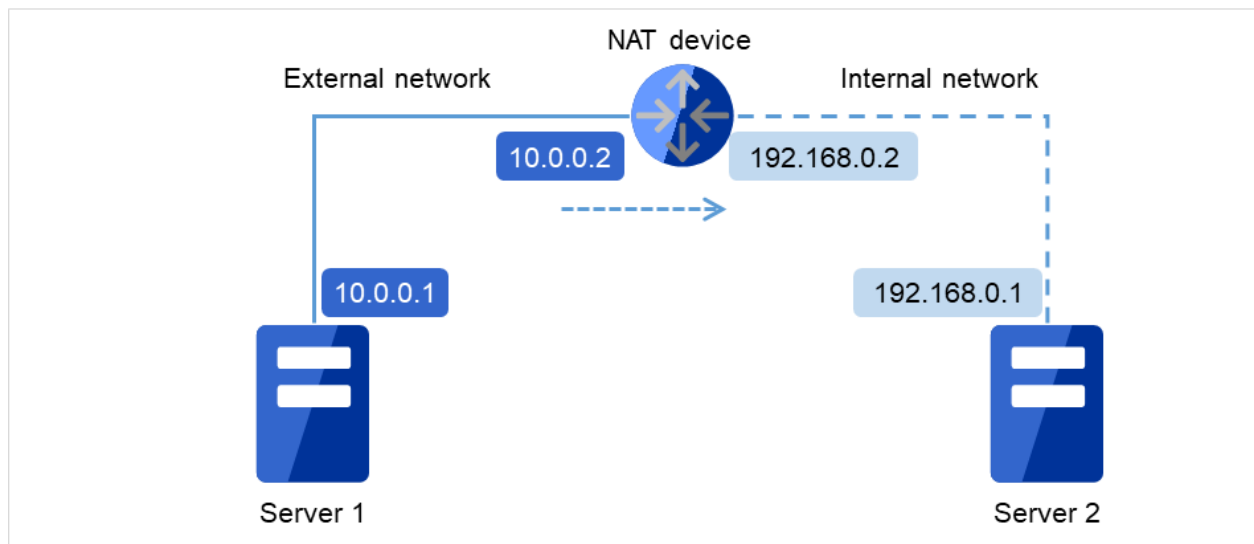 NAT device
External network
Internal network
10.0.0.2
192.168.0.2
10.0.0.1
192.168.0.1
Server 1
Server 2